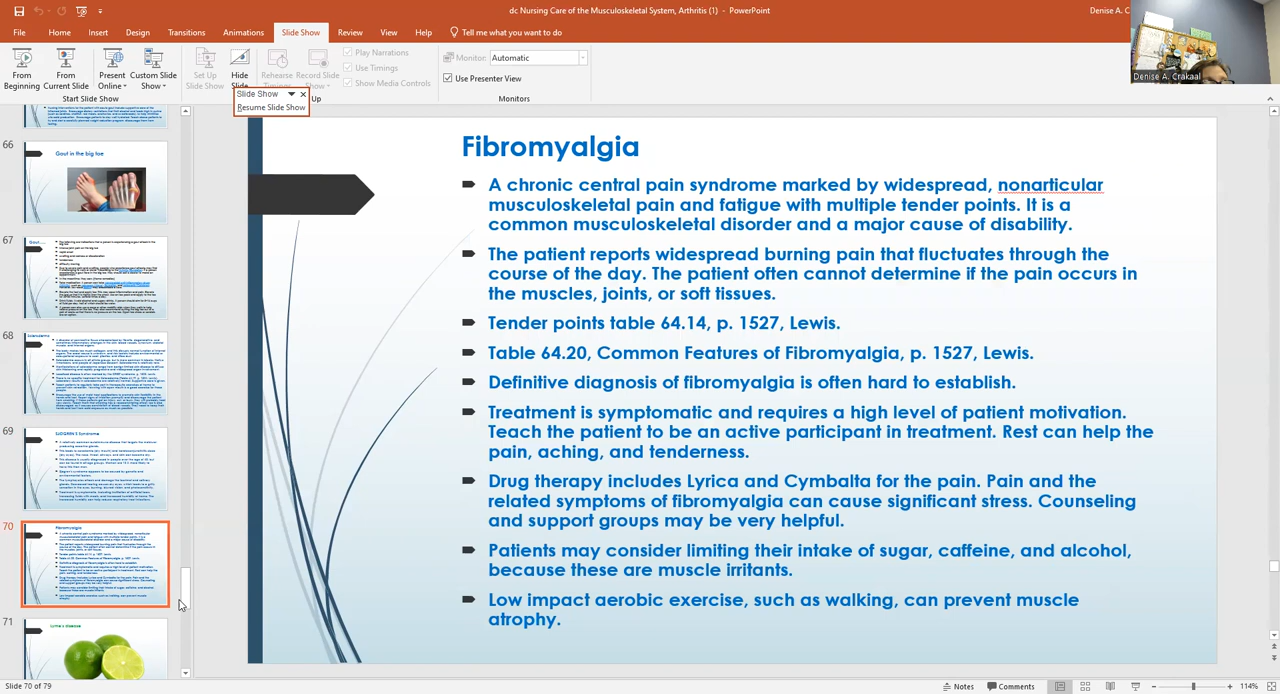 dc Nursing Care of the Musculoskeletal System, Arthritis (1) - PowerPoint
Denise A. C
File Home Insert Design Transitions Animations Slide Show Review View Help Tell me what you want to do
From Beginning
From Current Slide
Present Online
Custom Slide Show
Set Up Slide Show
Hide Slide
Rehearse
Record Slide
Play Narrations
Use Timings
Show Media Controls
Monitor: Automatic
Use Presenter View
Start Slide Show
Up
Monitors
Slide Show
Resume Slide Show
Denise A. Crakaal
66
Gout in the big toe
67
Gout....
68
Scleroderma
69
SJOGREN'S Syndrome
70
Fibromyalgia
71
Lyme's disease
Fibromyalgia
A chronic central pain syndrome marked by widespread, nonarticular
musculoskeletal pain and fatigue with multiple tender points. It is a
common musculoskeletal disorder and a major cause of disability.
The patient reports widespread burning pain that fluctuates through the
course of the day. The patient often cannot determine if the pain occurs in
the muscles, joints, or soft tissues.
Tender points table 64.14, p. 1527, Lewis.
Table 64.20, Common Features of Fibromyalgia, p. 1527, Lewis.
Definitive diagnosis of fibromyalgia is often hard to establish.
Treatment is symptomatic and requires a high level of patient motivation.
Teach the patient to be an active participant in treatment. Rest can help the
pain, aching, and tenderness.
Drug therapy includes Lyrica and Cymbalta for the pain. Pain and the
related symptoms of fibromyalgia can cause significant stress. Counseling
and support groups may be very helpful.
Patients may consider limiting their intake of sugar, caffeine, and alcohol,
because these are muscle irritants.
Low impact aerobic exercise, such as walking, can prevent muscle
atrophy.
Slide 70 of 79
Notes
Comments
114%